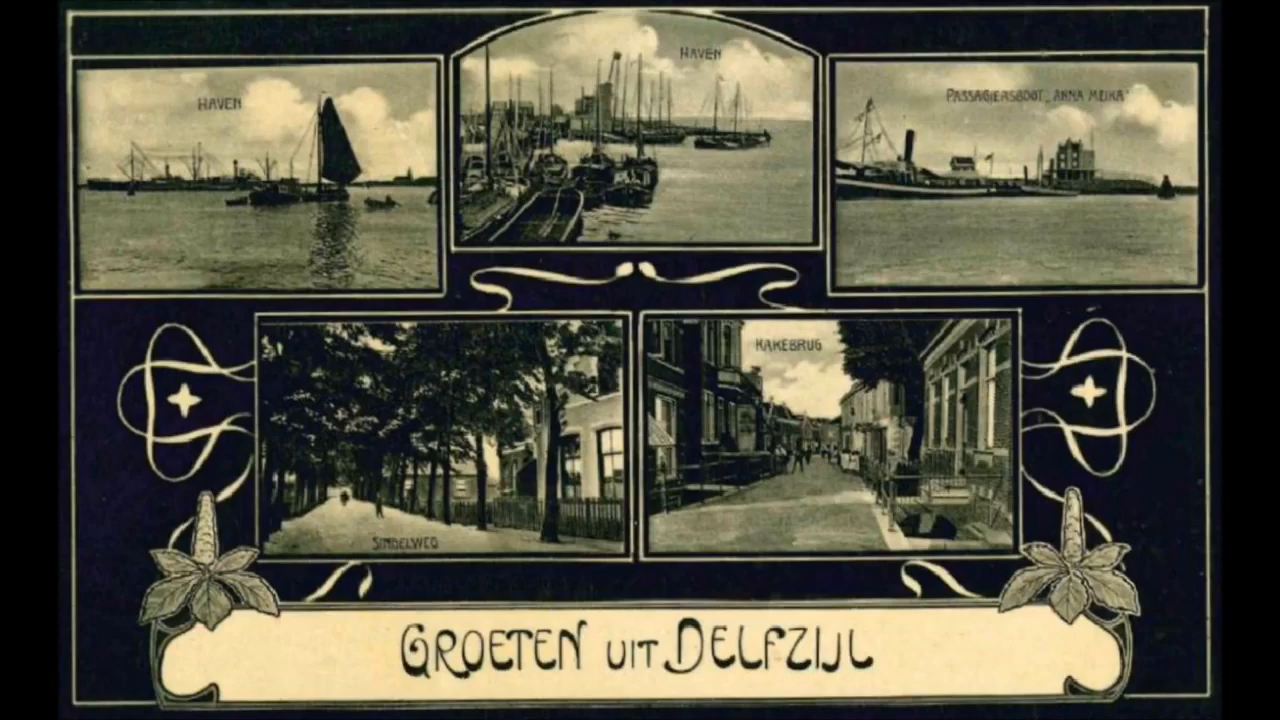 HAVEN
HAVEN
PASSAGIERSBOOT "ANNA MEIKA"
SINGELWEG
KAKEBRUG
GROETEN UIT DELFZIJL